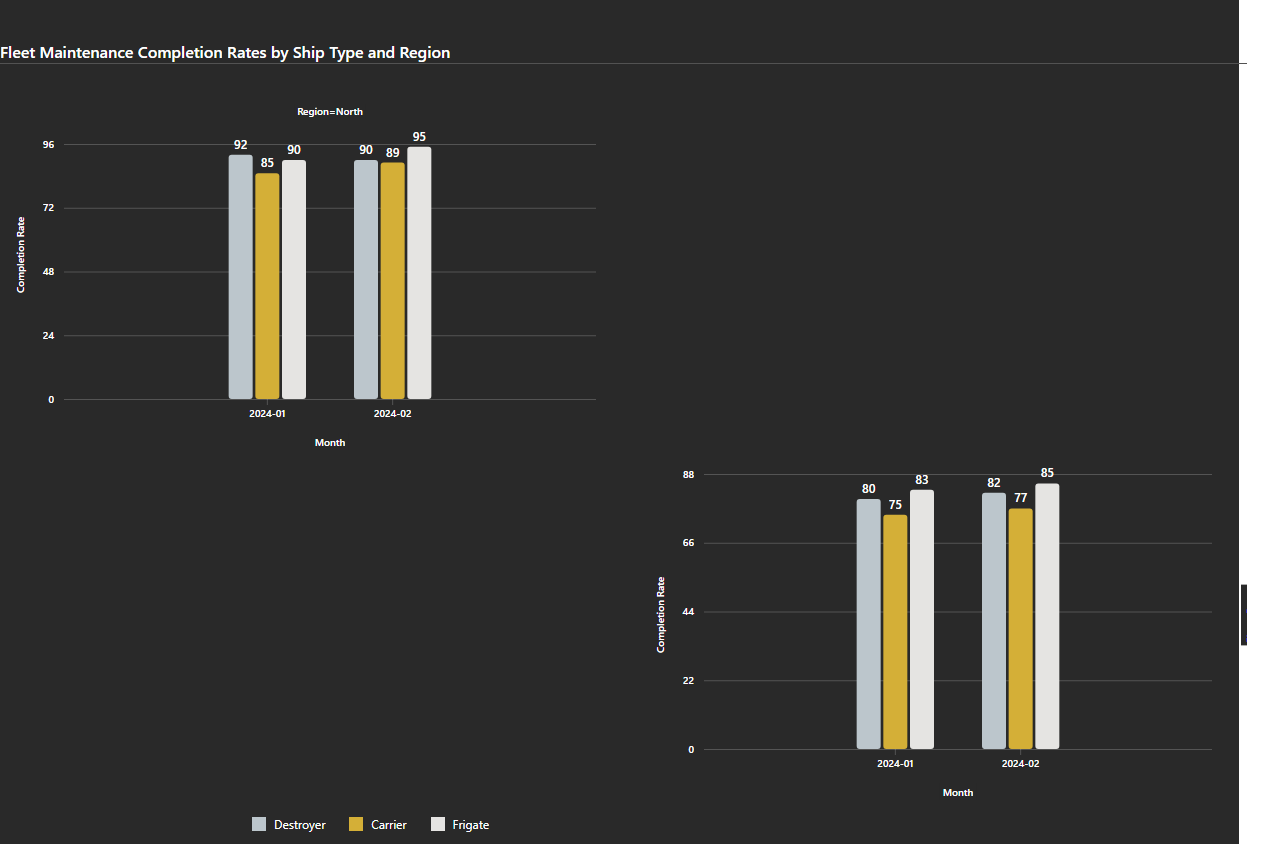 Fleet Maintenance Completion Rates by Ship Type and Region
Region=North
96
72
48
24
0
Completion Rate
92
85
90
90
89
95
2024-01
2024-02
Month
88
66
44
22
0
Completion Rate
80
75
83
82
77
85
2024-01
2024-02
Month
Destroyer
Carrier
Frigate